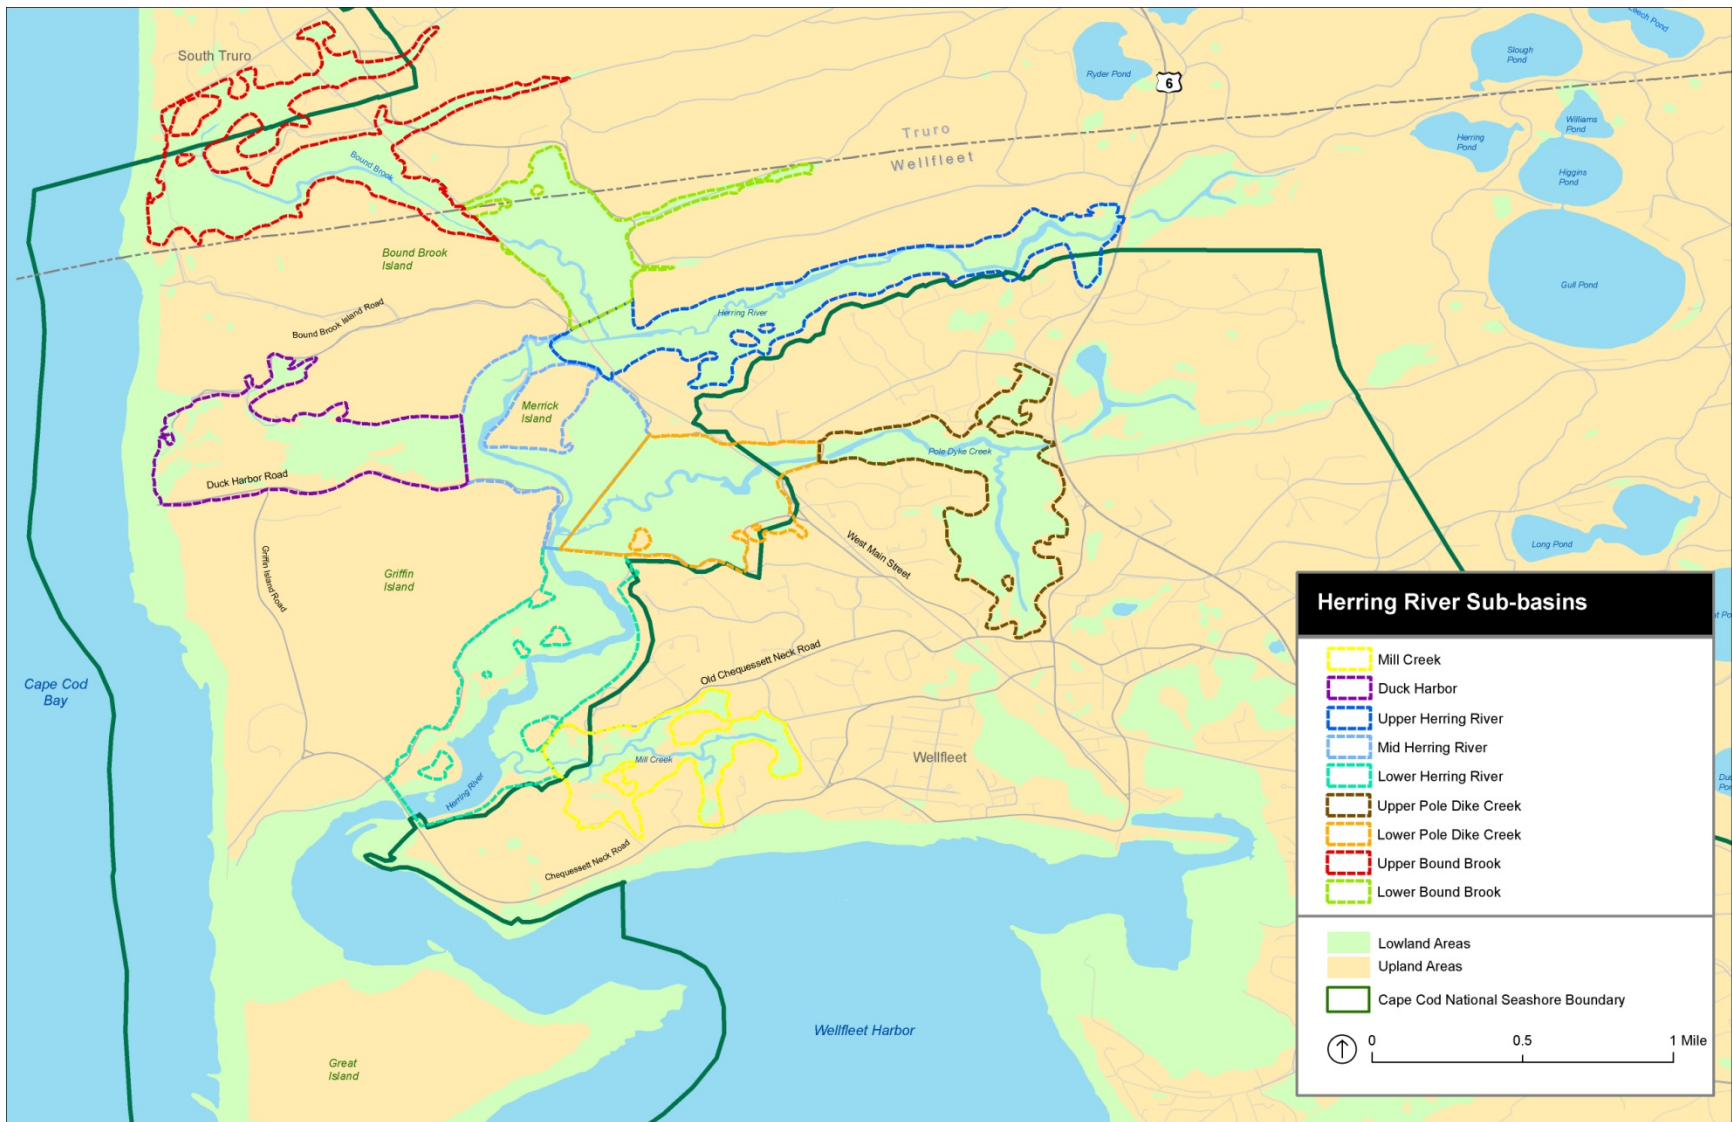 South Truro
Leech Pond
Slough
Pond
Ryder Pond
6
Williams
Pond
Herring
Pond
Truro
Wellfleet
Higgins
Pond
Bound Brook
Bound Brook
Island
Gull Pond
Bound Brook Island Road
Herring River
Merrick
Island
Duck Harbor Road
Pole Dyke Creek
Long Pond
West Main Street
Griffin Island Road
Griffin
Island
Old Chequessett Neck Road
Cape Cod
Bay
Mill Creek
Wellfleet
Herring River
Chequessett Neck Road
Wellfleet Harbor
Great
Island
Herring River Sub-basins
Mill Creek
Duck Harbor
Upper Herring River
Mid Herring River
Lower Herring River
Upper Pole Dike Creek
Lower Pole Dike Creek
Upper Bound Brook
Lower Bound Brook
Lowland Areas
Upland Areas
Cape Cod National Seashore Boundary
0 0.5 1 Mile